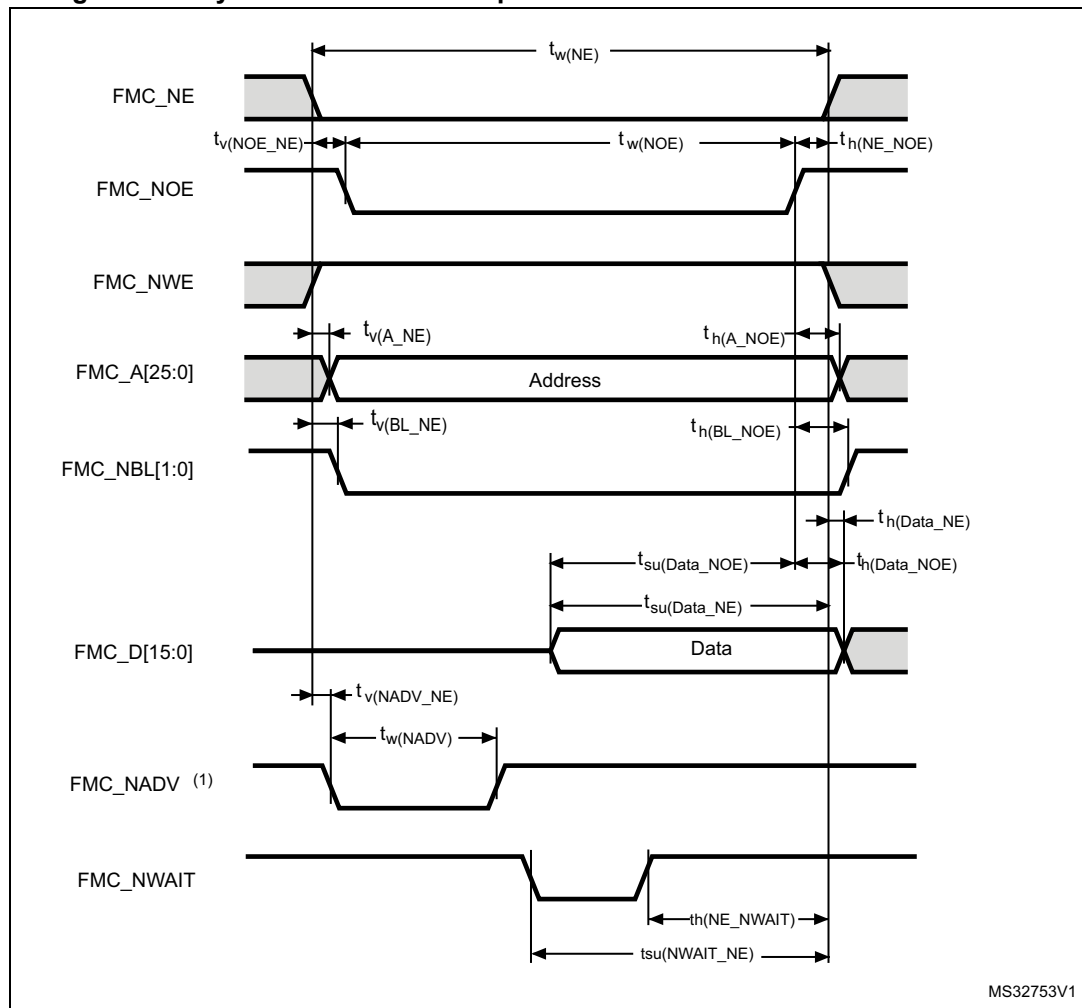 tw(NE)
FMC_NE
tv(NOE_NE)
tw(NOE)
th(NE_NOE)
FMC_NOE
FMC_NWE
tv(A_NE)
th(A_NOE)
FMC_A[25:0]
Address
tv(BL_NE)
th(BL_NOE)
FMC_NBL[1:0]
th(Data_NE)
tsu(Data_NOE)
th(Data_NOE)
tsu(Data_NE)
FMC_D[15:0]
Data
tv(NADV_NE)
tw(NADV)
FMC_NADV (1)
FMC_NWAIT
th(NE_NWAIT)
tsu(NWAIT_NE)
MS32753V1